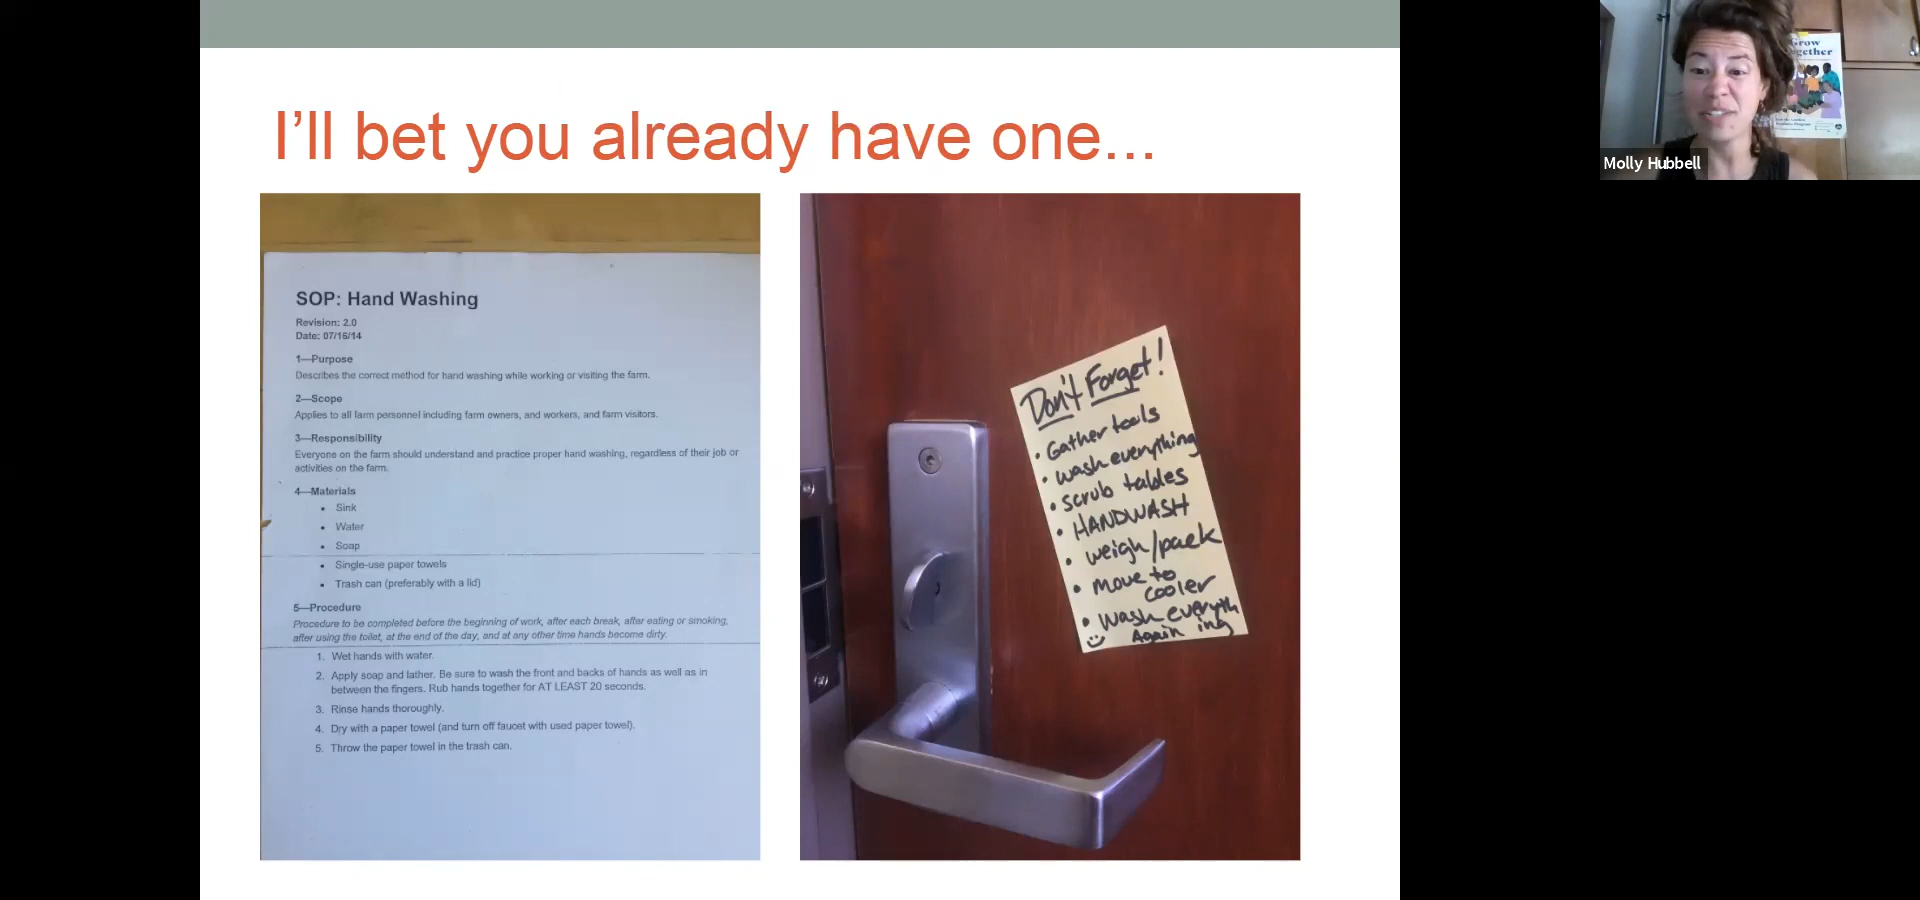 I'll bet you already have one...
SOP: Hand Washing
Revision: 2.0
Date: 07/16/14
1—Purpose
Describes the correct method for hand washing while working or visiting the farm.
2—Scope
Applies to all farm personnel including farm owners, and workers, and farm visitors.
3—Responsibility
Everyone on the farm should understand and practice proper hand washing, regardless of their job or
activities on the farm.
4—Materials
• Sink
• Water
• Soap
• Single-use paper towels
• Trash can (preferably with a lid)
5—Procedure
Procedure to be completed before the beginning of work, after each break, after eating or smoking,
after using the toilet, at the end of the day, and at any other time hands become dirty.
1. Wet hands with water.
2. Apply soap and lather. Be sure to wash the front and backs of hands as well as in
between the fingers. Rub hands together for AT LEAST 20 seconds.
3. Rinse hands thoroughly.
4. Dry with a paper towel (and turn off faucet with used paper towel).
5. Throw the paper towel in the trash can.
Don't Forget!
• Gather tools
• wash everything
• scrub tables
• HANDWASH
• weigh/pack
• move to
cooler
• wash everyth
Again ing
Grow
Together
Molly Hubbell